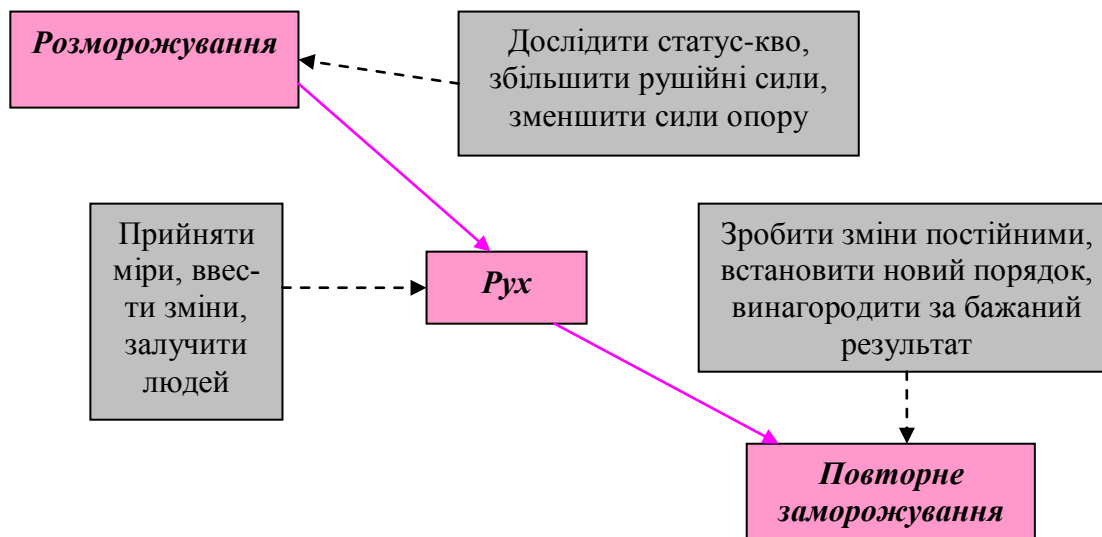 Розморожування
Дослідити статус-кво,
збільшити рушійні сили,
зменшити сили опору
Прийняти
міри, ввес-
ти зміни,
залучити
людей
Рух
Зробити зміни постійними,
встановити новий порядок,
винагородити за бажаний
результат
Повторне
заморожування